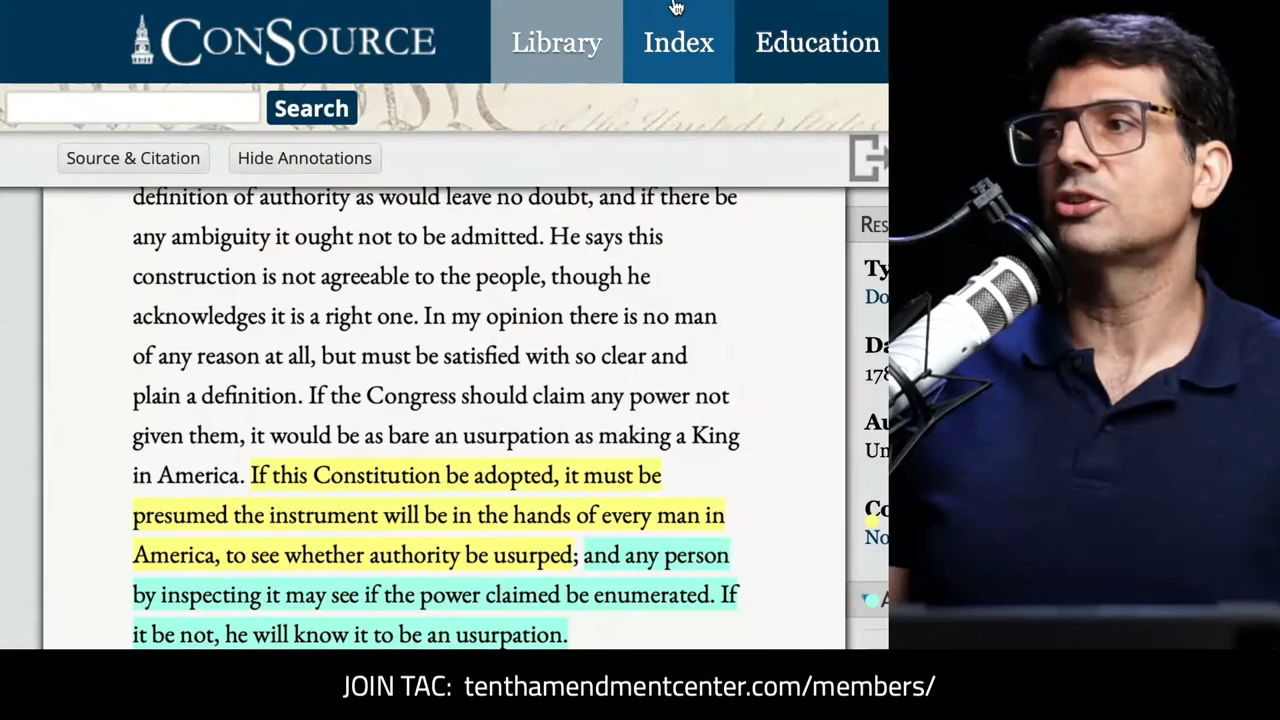 CONSOURCE
Library
Index
Education
Search
Source & Citation
Hide Annotations
definition of authority as would leave no doubt, and if there be
any ambiguity it ought not to be admitted. He says this
construction is not agreeable to the people, though he
acknowledges it is a right one. In my opinion there is no man
of any reason at all, but must be satisfied with so clear and
plain a definition. If the Congress should claim any power not
given them, it would be as bare an usurpation as making a King
in America. If this Constitution be adopted, it must be
presumed the instrument will be in the hands of every man in
America, to see whether authority be usurped; and any person
by inspecting it may see if the power claimed be enumerated. If
it be not, he will know it to be an usurpation.
JOIN TAC: tenthamendmentcenter.com/members/